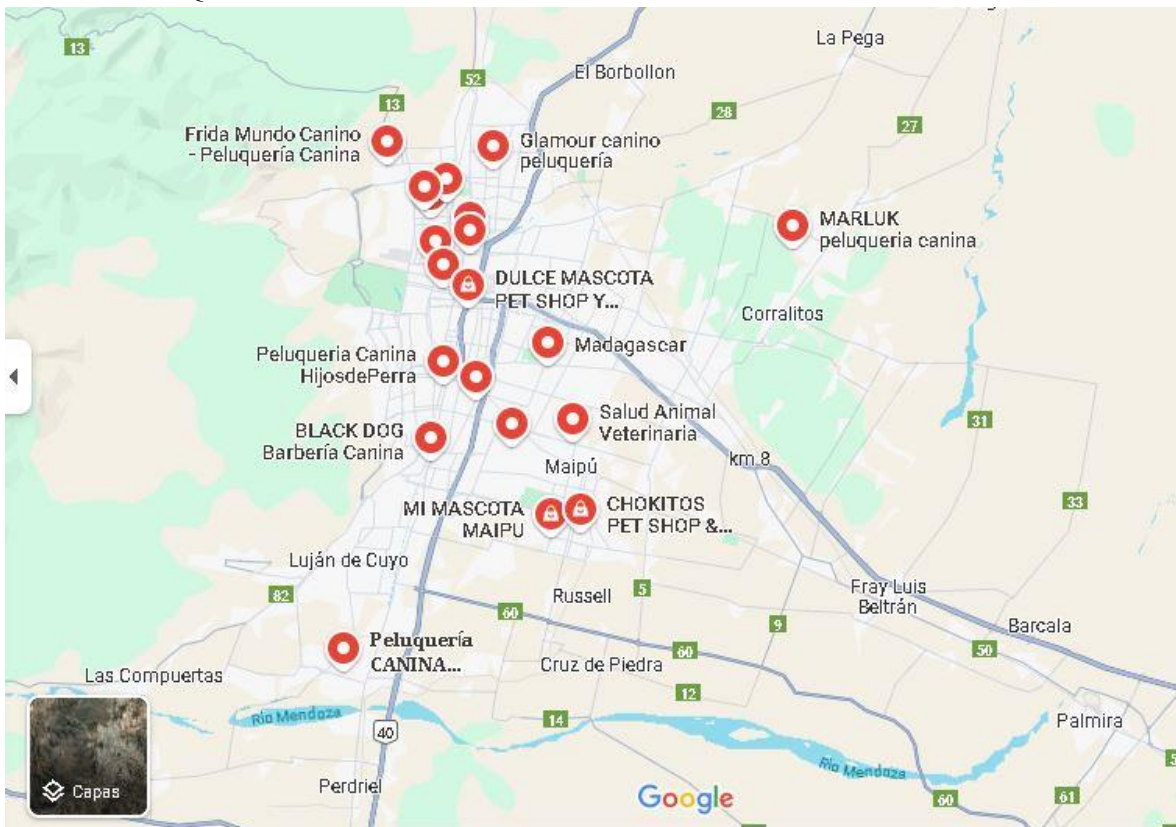 La Pega
13
52
El Borbollon
13
28
27
Frida Mundo Canino
- Peluquería Canina
Glamour canino
peluquería
MARLUK
peluqueria canina
DULCE MASCOTA
PET SHOP Y...
Corralitos
Peluqueria Canina
HijosdePerra
Madagascar
31
Salud Animal
Veterinaria
BLACK DOG
Barbería Canina
km 8
Maipú
33
MI MASCOTA
MAIPU
CHOKITOS
PET SHOP &...
Luján de Cuyo
82
Russell
5
Fray Luis
Beltrán
60
9
Barcala
Peluquería
CANINA...
60
50
Cruz de Piedra
Las Compuertas
12
Río Mendoza
14
Palmira
40
Río Mendoza
Capas
Perdriel
Google
60
61